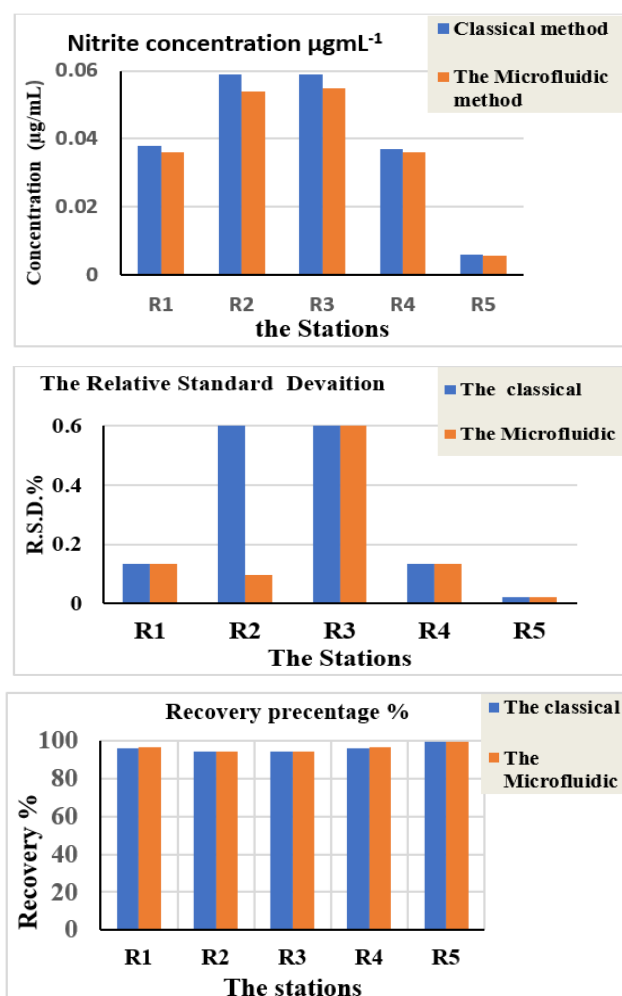 Nitrite concentration µgmL⁻¹
Classical method
The Microfluidic
method
Concentration (µg/mL)
0.06
0.04
0.02
0
R1 R2 R3 R4 R5
the Stations
The Relative Standard Devaition
The classical
The Microfluidic
R.S.D.%
0.6
0.4
0.2
0
R1 R2 R3 R4 R5
The Stations
Recovery precentage %
The classical
The
Microfluidic
Recovery %
100
80
60
40
20
0
R1 R2 R3 R4 R5
The stations